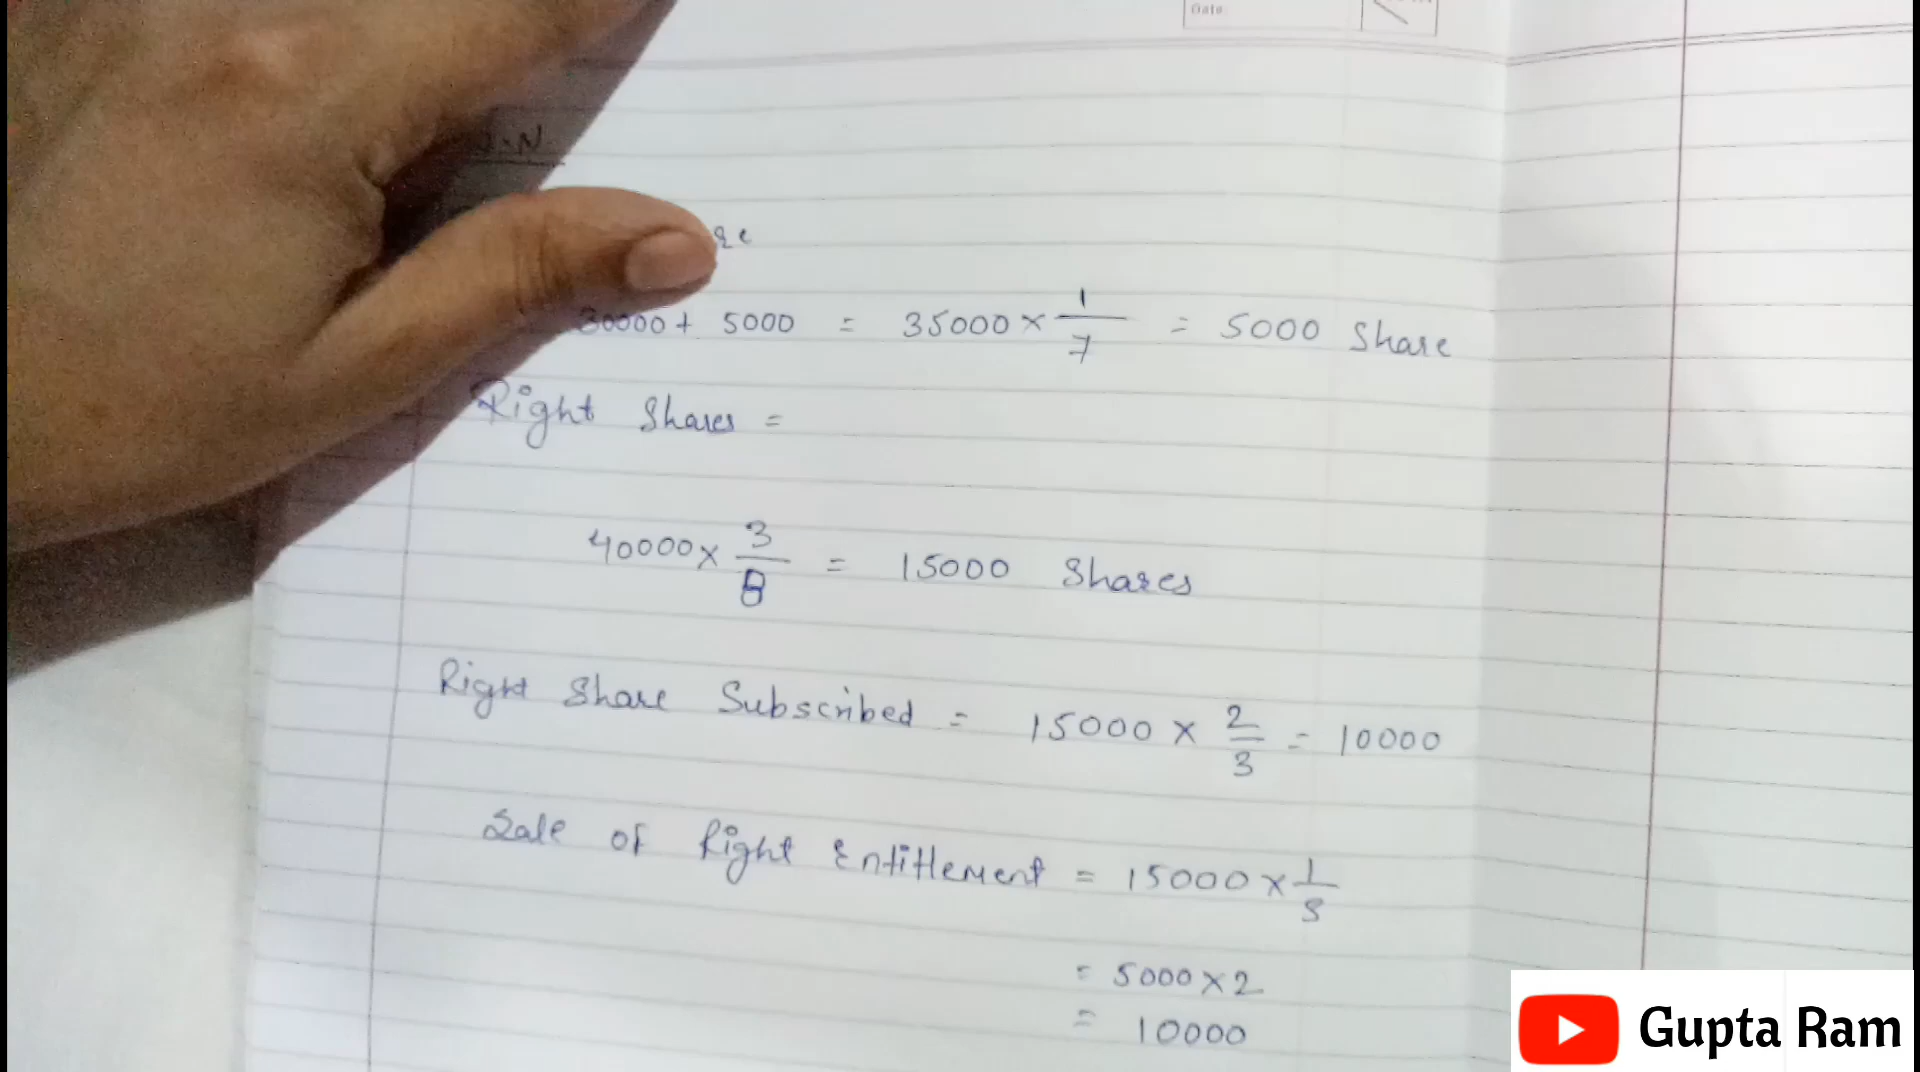 Date
W.N.
30000 + 5000 = 35000 × 1/7 = 5000 Share
Right Shares =
40000 × 3/8 = 15000 Shares
Right Share Subscribed = 15000 × 2/3 = 10000
Sale of Right Entitlement = 15000 × 1/3
= 5000 × 2
= 10000
Gupta Ram